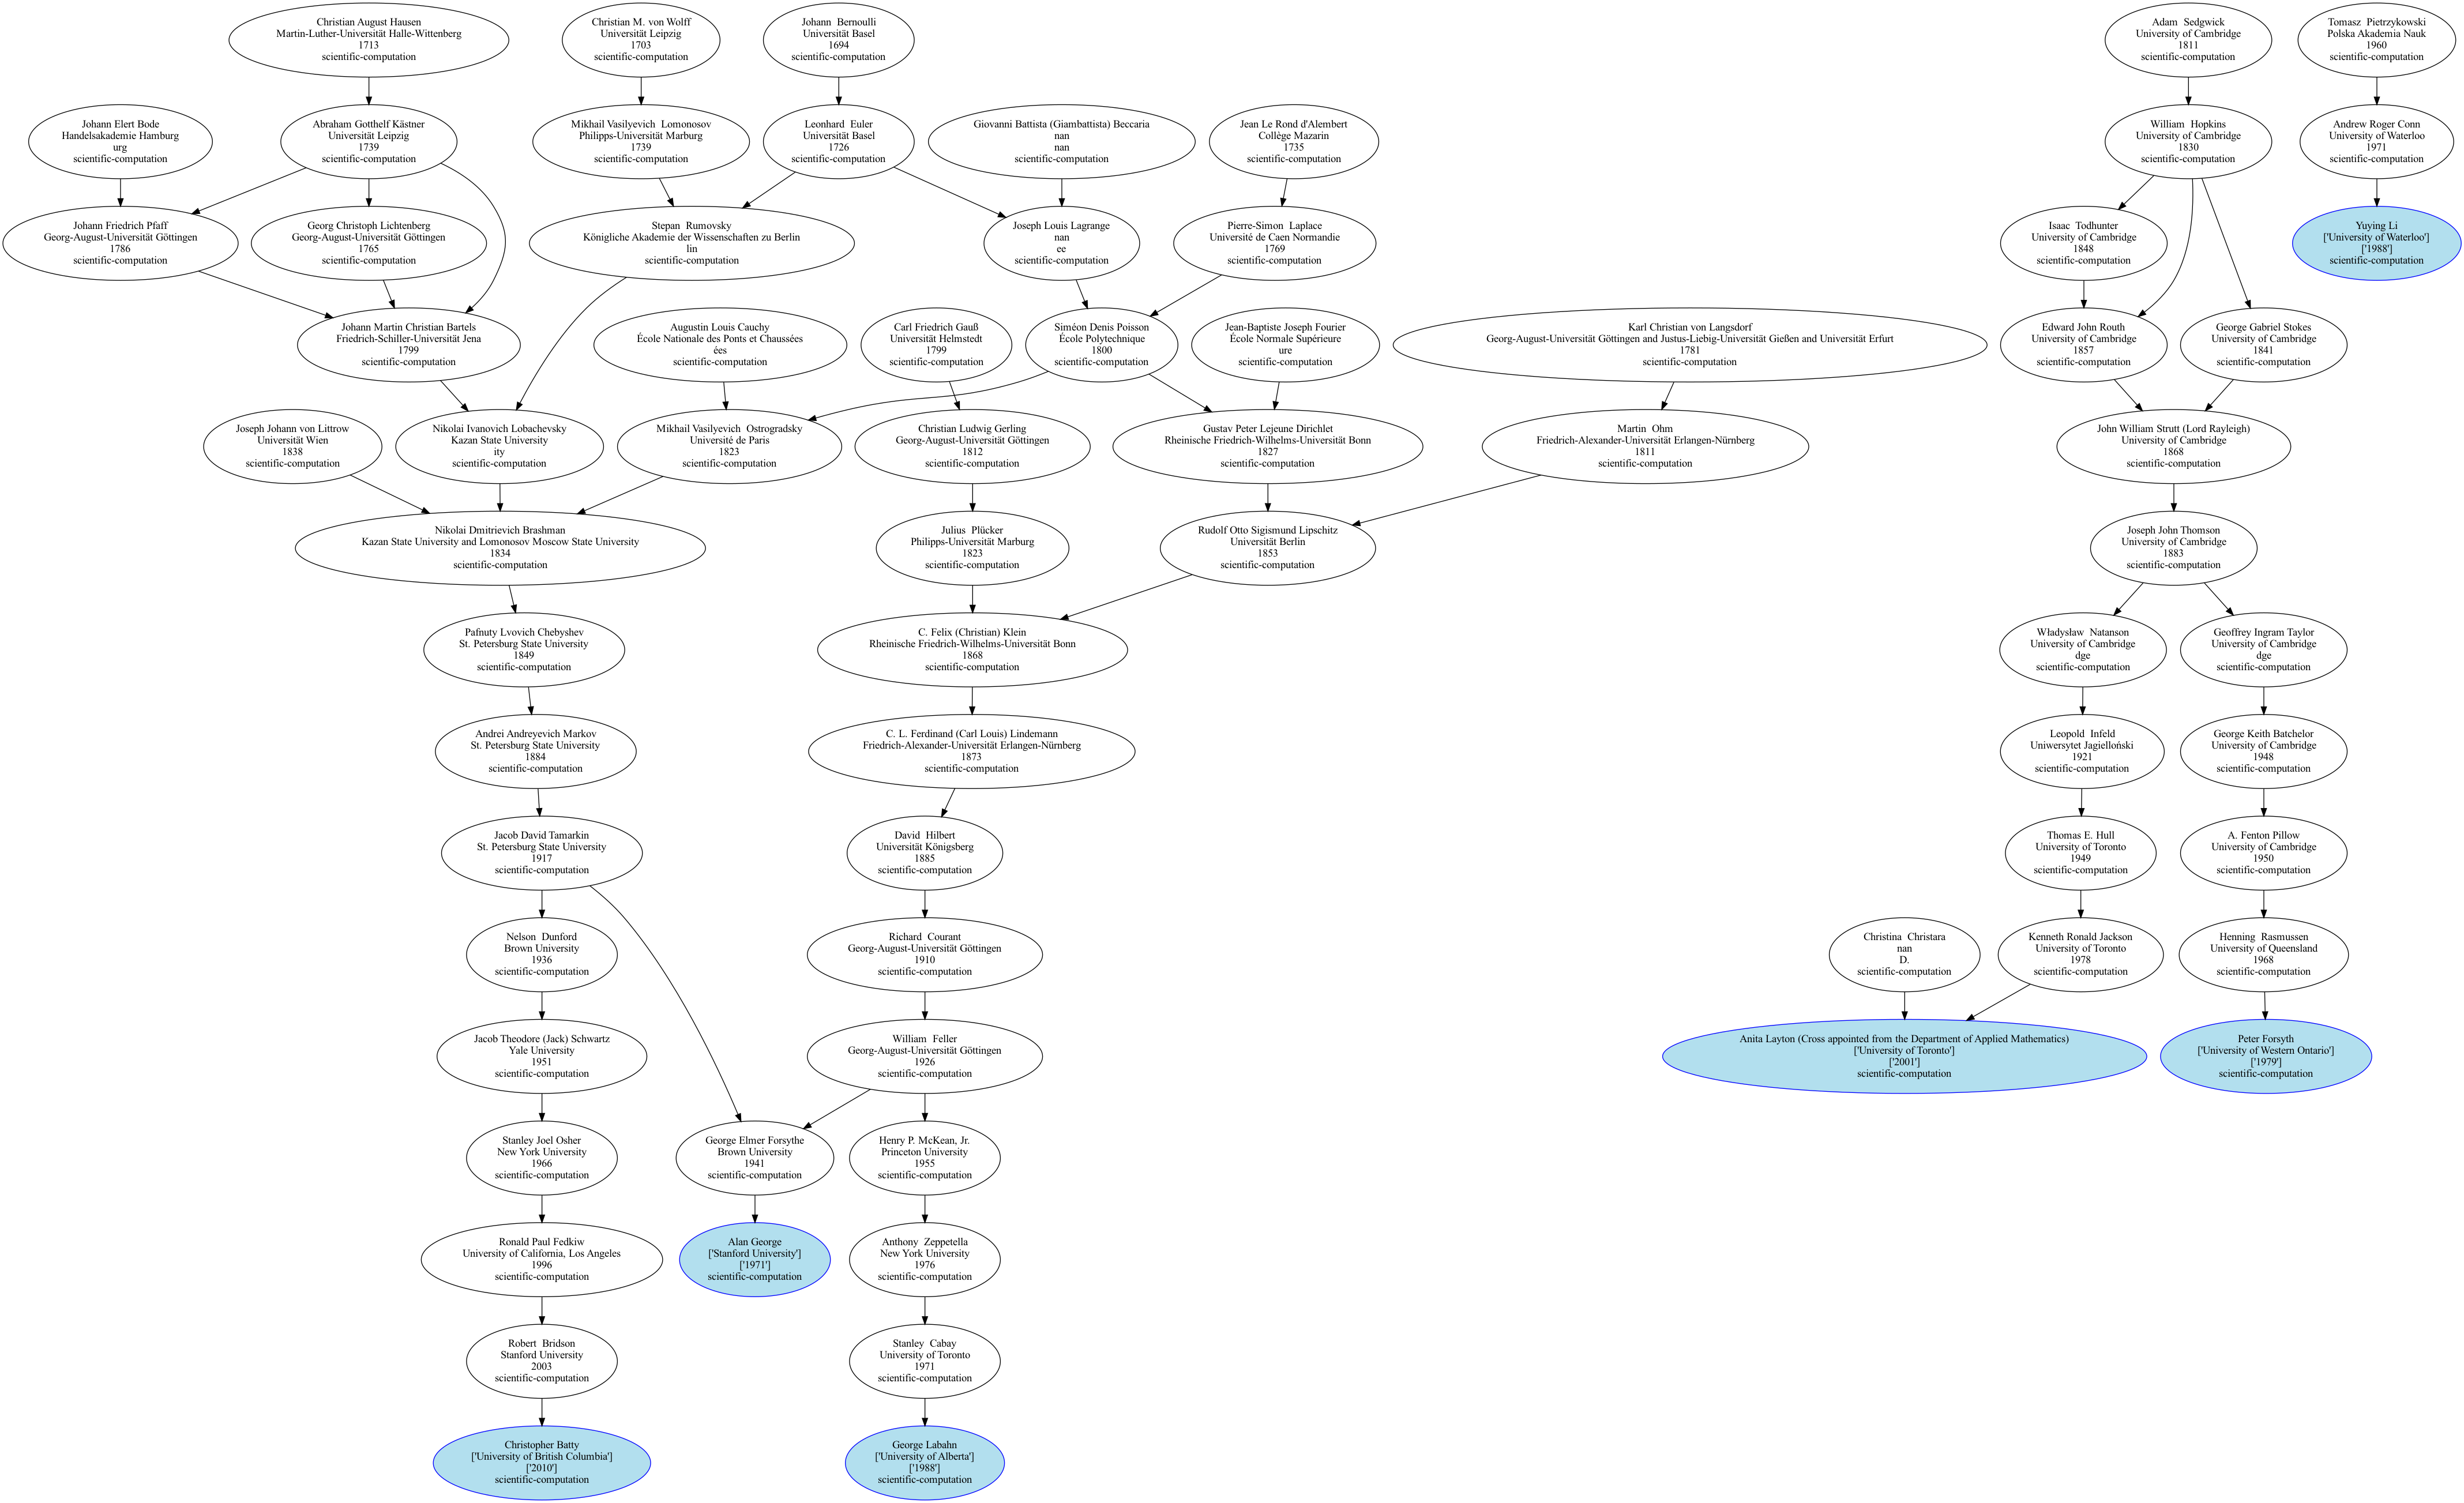 Christian August Hausen
Martin-Luther-Universität Halle-Wittenberg
1713
scientific-computation
Christian M. von Wolff
Universität Leipzig
1703
scientific-computation
Johann Bernoulli
Universität Basel
1694
scientific-computation
Adam Sedgwick
University of Cambridge
1811
scientific-computation
Tomasz Pietrzykowski
Polska Akademia Nauk
1960
scientific-computation
Johann Elert Bode
Handelsakademie Hamburg
urg
scientific-computation
Abraham Gotthelf Kästner
Universität Leipzig
1739
scientific-computation
Mikhail Vasilyevich Lomonosov
Philipps-Universität Marburg
1739
scientific-computation
Leonhard Euler
Universität Basel
1726
scientific-computation
Giovanni Battista (Giambattista) Beccaria
nan
nan
scientific-computation
Jean Le Rond d'Alembert
Collège Mazarin
1735
scientific-computation
William Hopkins
University of Cambridge
1830
scientific-computation
Andrew Roger Conn
University of Waterloo
1971
scientific-computation
Johann Friedrich Pfaff
Georg-August-Universität Göttingen
1786
scientific-computation
Georg Christoph Lichtenberg
Georg-August-Universität Göttingen
1765
scientific-computation
Stepan Rumovsky
Königliche Akademie der Wissenschaften zu Berlin
lin
scientific-computation
Joseph Louis Lagrange
nan
ee
scientific-computation
Pierre-Simon Laplace
Université de Caen Normandie
1769
scientific-computation
Isaac Todhunter
University of Cambridge
1848
scientific-computation
Yuying Li
['University of Waterloo']
['1988']
scientific-computation
Johann Martin Christian Bartels
Friedrich-Schiller-Universität Jena
1799
scientific-computation
Augustin Louis Cauchy
École Nationale des Ponts et Chaussées
ées
scientific-computation
Carl Friedrich Gauß
Universität Helmstedt
1799
scientific-computation
Siméon Denis Poisson
École Polytechnique
1800
scientific-computation
Jean-Baptiste Joseph Fourier
École Normale Supérieure
ure
scientific-computation
Karl Christian von Langsdorf
Georg-August-Universität Göttingen and Justus-Liebig-Universität Gießen and Universität Erfurt
1781
scientific-computation
Edward John Routh
University of Cambridge
1857
scientific-computation
George Gabriel Stokes
University of Cambridge
1841
scientific-computation
Joseph Johann von Littrow
Universität Wien
1838
scientific-computation
Nikolai Ivanovich Lobachevsky
Kazan State University
ity
scientific-computation
Mikhail Vasilyevich Ostrogradsky
Université de Paris
1823
scientific-computation
Christian Ludwig Gerling
Georg-August-Universität Göttingen
1812
scientific-computation
Gustav Peter Lejeune Dirichlet
Rheinische Friedrich-Wilhelms-Universität Bonn
1827
scientific-computation
Martin Ohm
Friedrich-Alexander-Universität Erlangen-Nürnberg
1811
scientific-computation
John William Strutt (Lord Rayleigh)
University of Cambridge
1868
scientific-computation
Nikolai Dmitrievich Brashman
Kazan State University and Lomonosov Moscow State University
1834
scientific-computation
Julius Plücker
Philipps-Universität Marburg
1823
scientific-computation
Rudolf Otto Sigismund Lipschitz
Universität Berlin
1853
scientific-computation
Joseph John Thomson
University of Cambridge
1883
scientific-computation
Pafnuty Lvovich Chebyshev
St. Petersburg State University
1849
scientific-computation
C. Felix (Christian) Klein
Rheinische Friedrich-Wilhelms-Universität Bonn
1868
scientific-computation
Władysław Natanson
University of Cambridge
dge
scientific-computation
Geoffrey Ingram Taylor
University of Cambridge
dge
scientific-computation
Andrei Andreyevich Markov
St. Petersburg State University
1884
scientific-computation
C. L. Ferdinand (Carl Louis) Lindemann
Friedrich-Alexander-Universität Erlangen-Nürnberg
1873
scientific-computation
Leopold Infeld
Uniwersytet Jagielloński
1921
scientific-computation
George Keith Batchelor
University of Cambridge
1948
scientific-computation
Jacob David Tamarkin
St. Petersburg State University
1917
scientific-computation
David Hilbert
Universität Königsberg
1885
scientific-computation
Thomas E. Hull
University of Toronto
1949
scientific-computation
A. Fenton Pillow
University of Cambridge
1950
scientific-computation
Nelson Dunford
Brown University
1936
scientific-computation
Richard Courant
Georg-August-Universität Göttingen
1910
scientific-computation
Christina Christara
nan
D.
scientific-computation
Kenneth Ronald Jackson
University of Toronto
1978
scientific-computation
Henning Rasmussen
University of Queensland
1968
scientific-computation
Jacob Theodore (Jack) Schwartz
Yale University
1951
scientific-computation
William Feller
Georg-August-Universität Göttingen
1926
scientific-computation
Anita Layton (Cross appointed from the Department of Applied Mathematics)
['University of Toronto']
['2001']
scientific-computation
Peter Forsyth
['University of Western Ontario']
['1979']
scientific-computation
Stanley Joel Osher
New York University
1966
scientific-computation
George Elmer Forsythe
Brown University
1941
scientific-computation
Henry P. McKean, Jr.
Princeton University
1955
scientific-computation
Ronald Paul Fedkiw
University of California, Los Angeles
1996
scientific-computation
Alan George
['Stanford University']
['1971']
scientific-computation
Anthony Zeppetella
New York University
1976
scientific-computation
Robert Bridson
Stanford University
2003
scientific-computation
Stanley Cabay
University of Toronto
1971
scientific-computation
Christopher Batty
['University of British Columbia']
['2010']
scientific-computation
George Labahn
['University of Alberta']
['1988']
scientific-computation